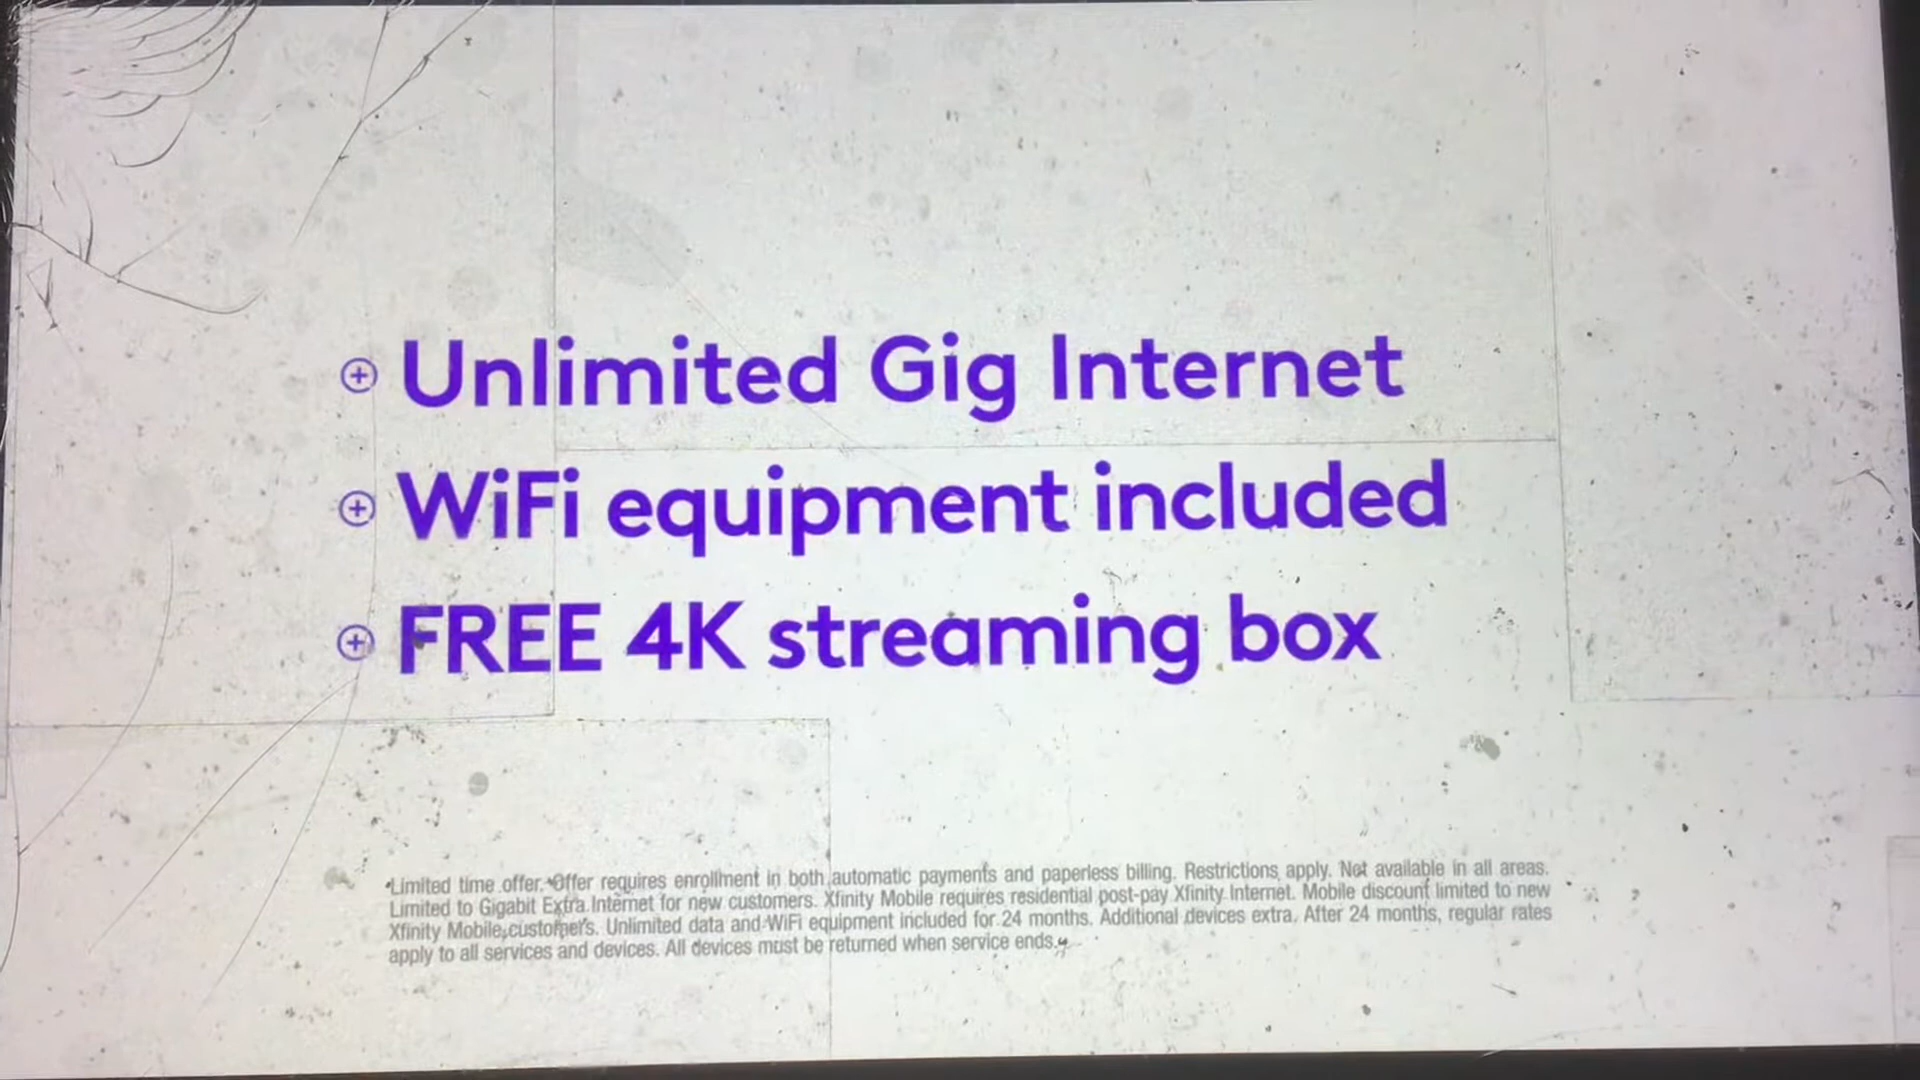 Unlimited Gig Internet
WiFi equipment included
FREE 4K streaming box
Limited time offer. Offer requires enrollment in both automatic payments and paperless billing. Restrictions apply. Not available in all areas.
Limited to Gigabit Extra Internet for new customers. Xfinity Mobile requires residential post-pay Xfinity Internet. Mobile discount limited to new
Xfinity Mobile customers. Unlimited data and WiFi equipment included for 24 months. Additional devices extra. After 24 months, regular rates
apply to all services and devices. All devices must be returned when service ends.